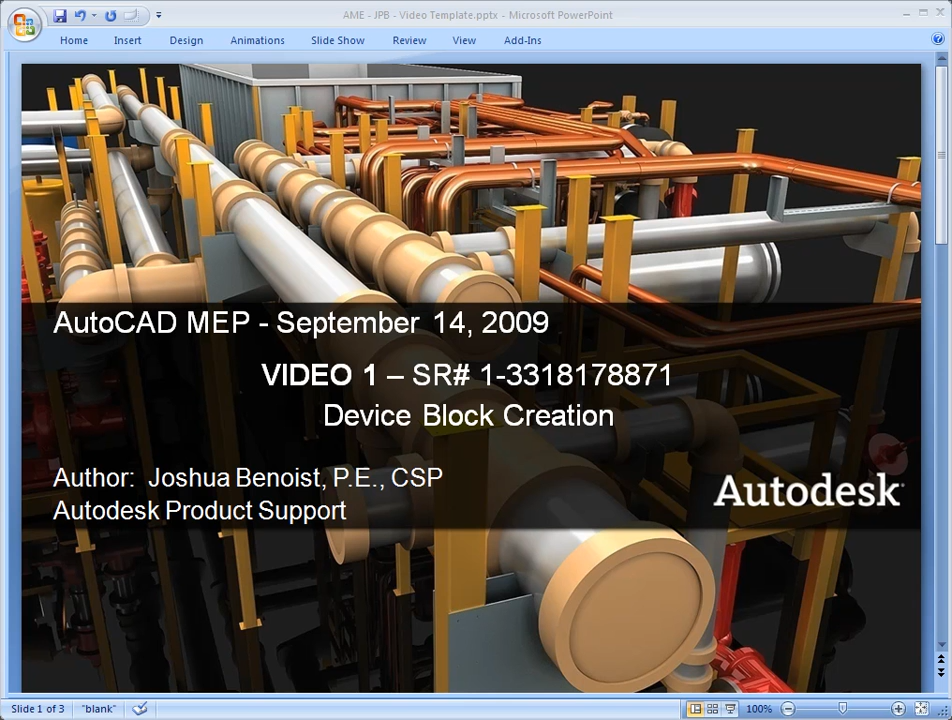 AME - JPB - Video Template.pptx - Microsoft PowerPoint
Home Insert Design Animations Slide Show Review View Add-Ins
AutoCAD MEP - September 14, 2009
VIDEO 1 – SR# 1-3318178871
Device Block Creation
Author: Joshua Benoist, P.E., CSP
Autodesk Product Support
Autodesk
Slide 1 of 3 "blank" 100%